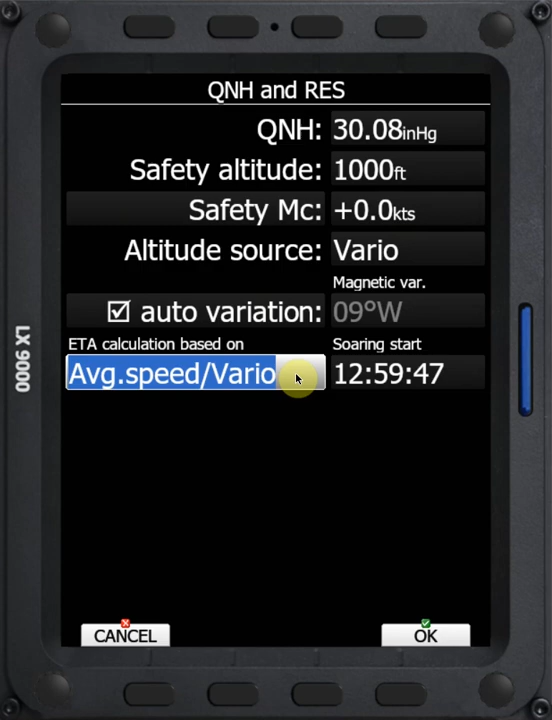 QNH and RES
QNH: 30.08inHg
Safety altitude: 1000ft
Safety Mc: +0.0kts
Altitude source: Vario
Magnetic var.
auto variation: 09°W
ETA calculation based on Soaring start
Avg.speed/Vario 12:59:47
LX 9000
CANCEL OK